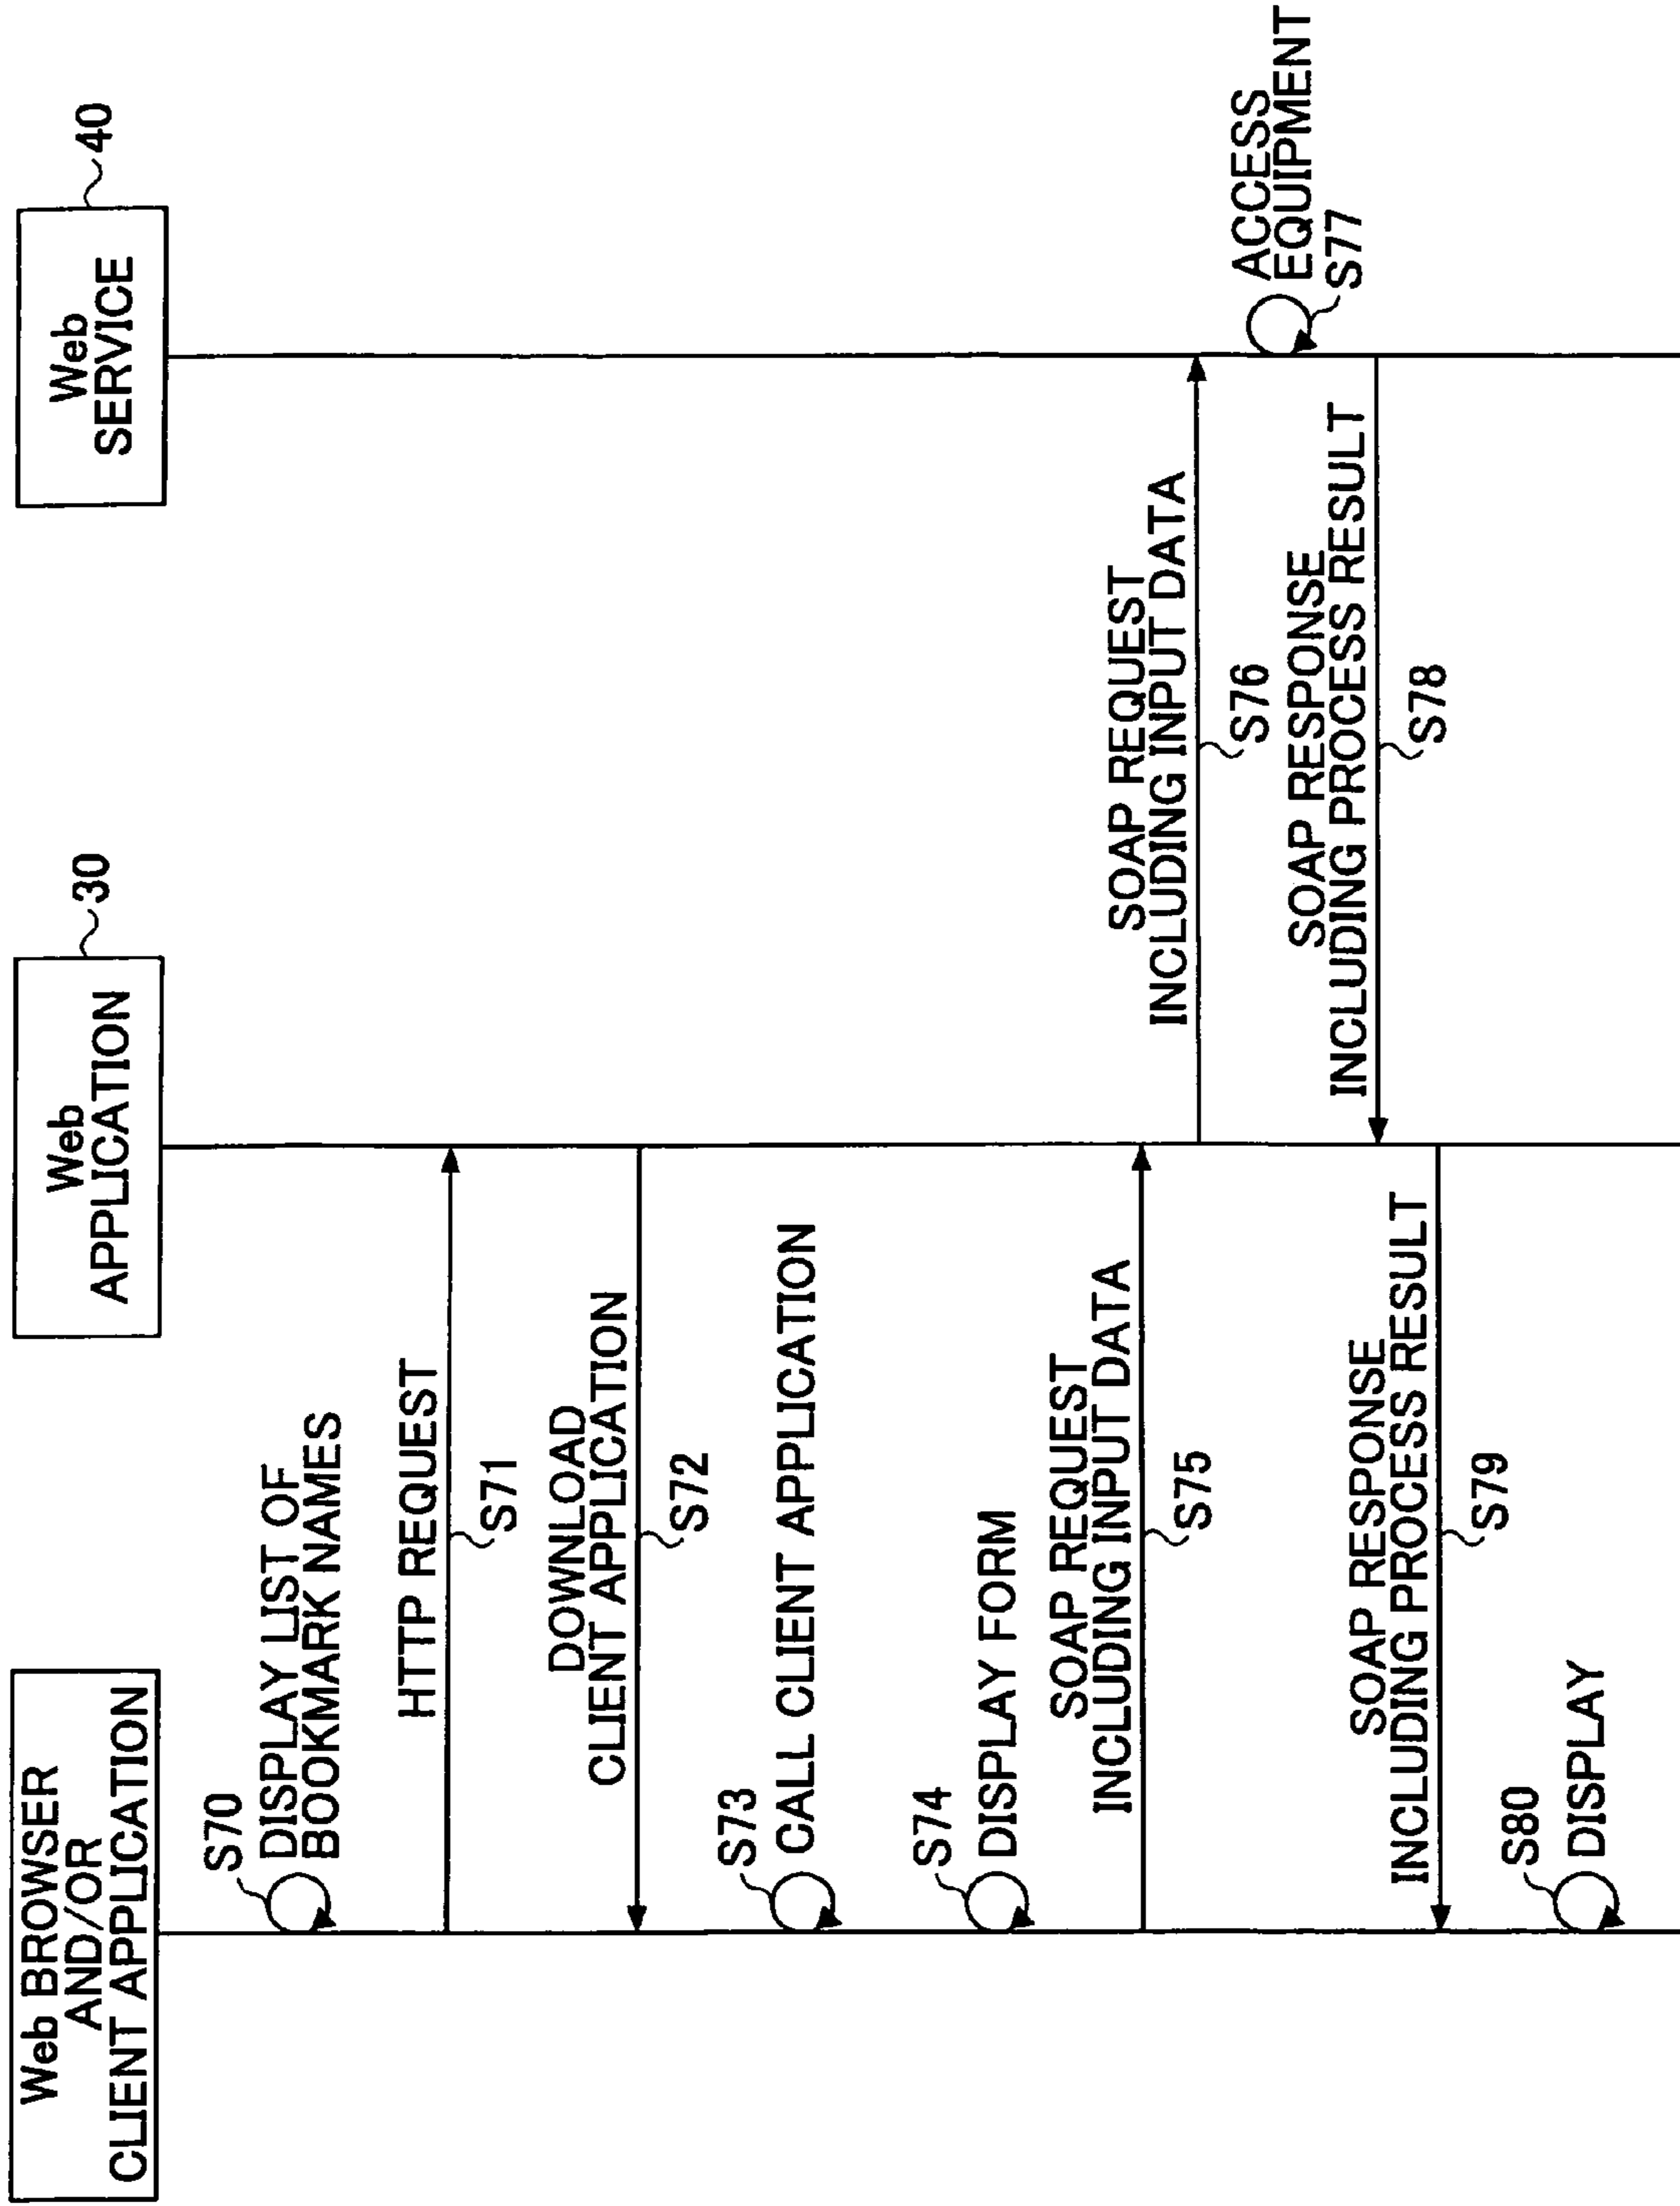 Web BROWSER
AND/OR
CLIENT APPLICATION
Web
APPLICATION
30
Web
SERVICE
40
S70
DISPLAY LIST OF
BOOKMARK NAMES
HTTP REQUEST
S71
DOWNLOAD
CLIENT APPLICATION
S72
S73
CALL CLIENT APPLICATION
S74
DISPLAY FORM
SOAP REQUEST
INCLUDING INPUT DATA
S75
SOAP REQUEST
INCLUDING INPUT DATA
S76
ACCESS
EQUIPMENT
S77
SOAP RESPONSE
INCLUDING PROCESS RESULT
S78
SOAP RESPONSE
INCLUDING PROCESS RESULT
S79
S80
DISPLAY